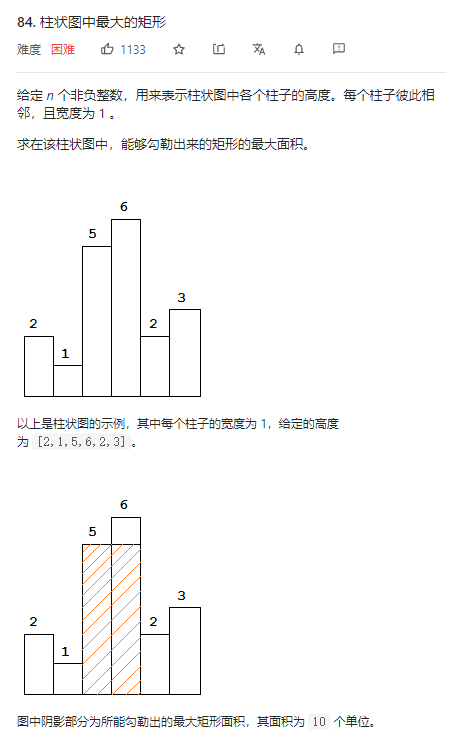 84. 柱状图中最大的矩形
难度 困难 1133
给定 n 个非负整数，用来表示柱状图中各个柱子的高度。每个柱子彼此相
邻，且宽度为 1 。
求在该柱状图中，能够勾勒出来的矩形的最大面积。
6
5
3
2
2
1
以上是柱状图的示例，其中每个柱子的宽度为 1，给定的高度
为 [2,1,5,6,2,3]。
6
5
3
2
2
1
图中阴影部分为所能勾勒出的最大矩形面积，其面积为 10 个单位。